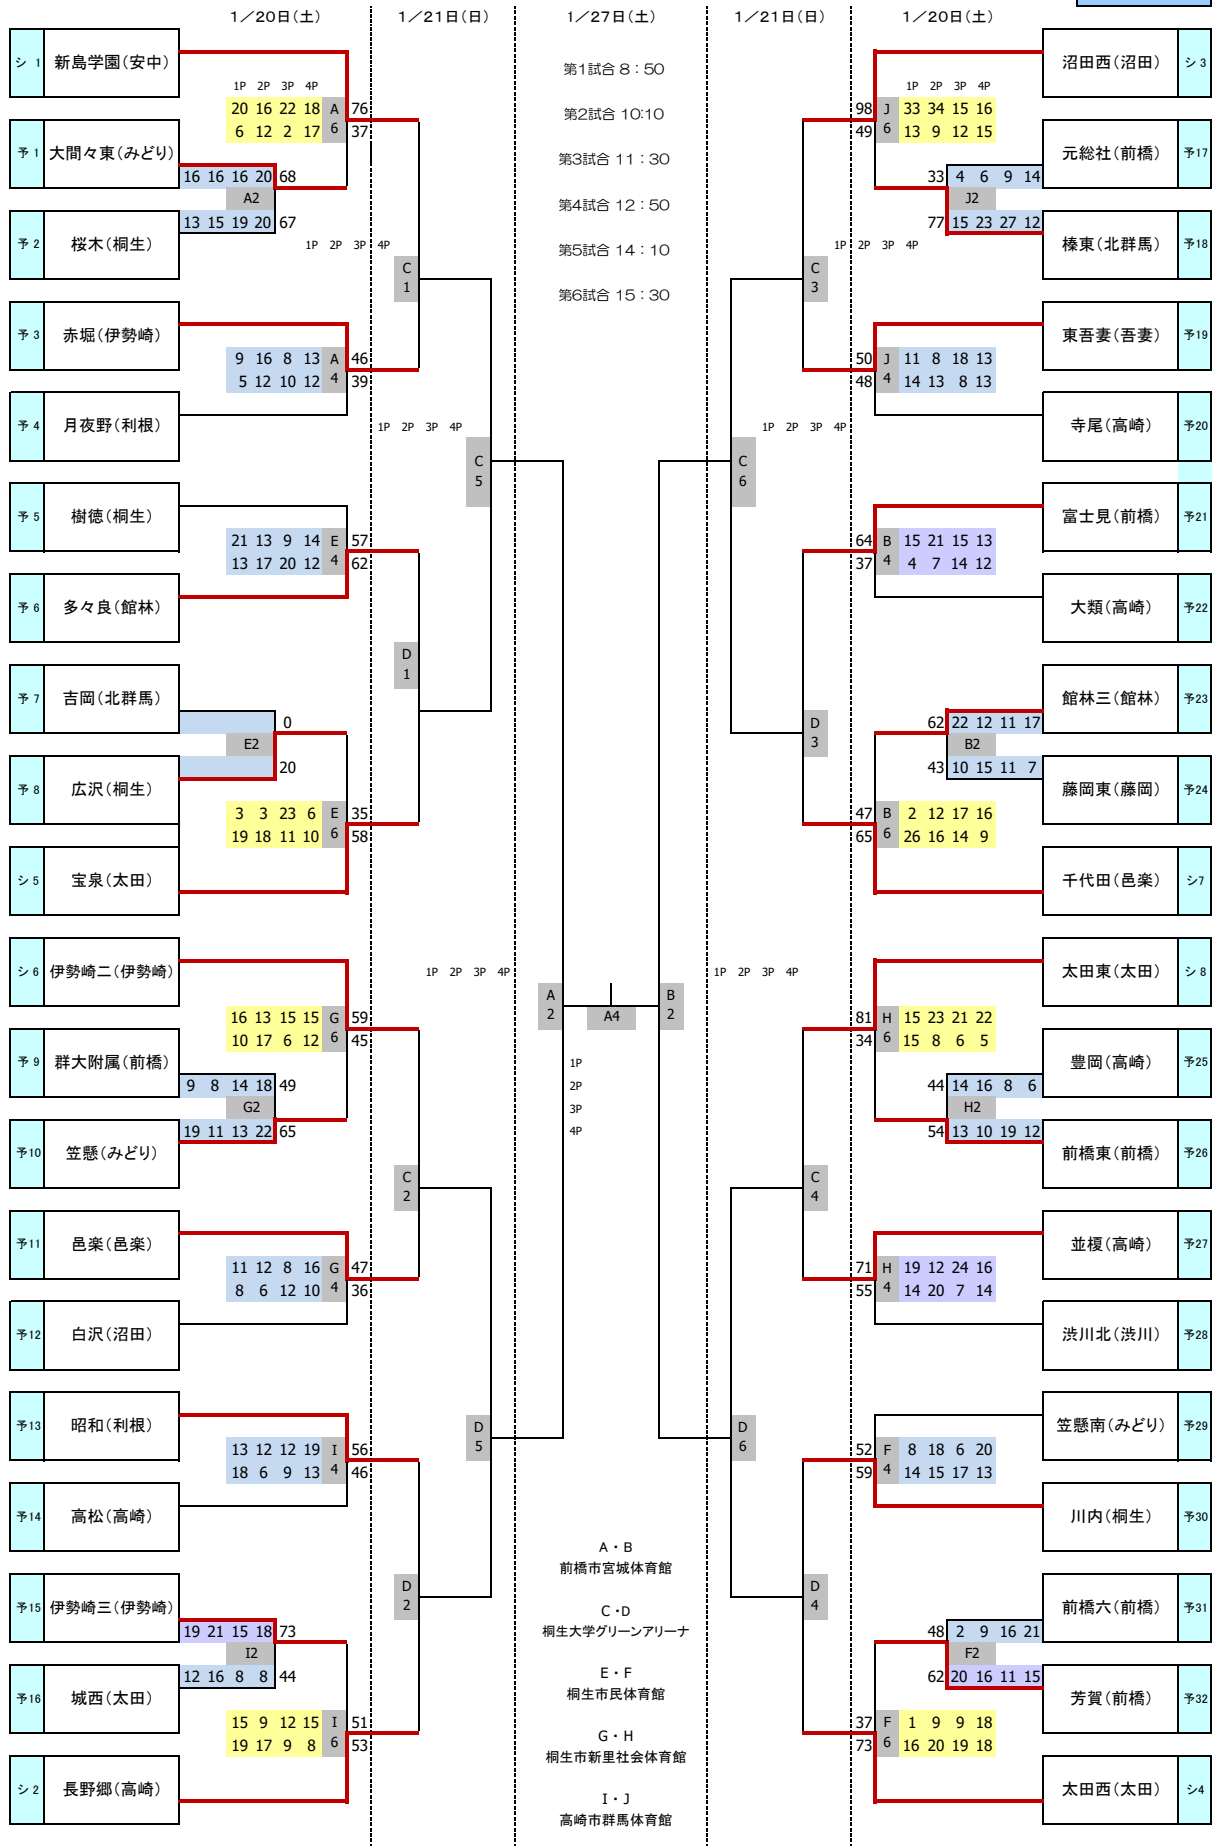 1／20日(土) 1／21日(日) 1／27日(土) 1／21日(日) 1／20日(土)
シ 1 新島学園(安中)
1P 2P 3P 4P
20 16 22 18 A 76
6 12 2 17 6 37
予 1 大間々東(みどり)
16 16 16 20 68
A2
13 15 19 20 67
予 2 桜木(桐生)
1P 2P 3P 4P
C
1
予 3 赤堀(伊勢崎)
9 16 8 13 A 46
5 12 10 12 4 39
予 4 月夜野(利根)
1P 2P 3P 4P
C
5
予 5 樹徳(桐生)
21 13 9 14 E 57
13 17 20 12 4 62
予 6 多々良(館林)
D
1
予 7 吉岡(北群馬)
0
E2
20
予 8 広沢(桐生)
3 3 23 6 E 35
19 18 11 10 6 58
シ 5 宝泉(太田)
シ 6 伊勢崎二(伊勢崎)
1P 2P 3P 4P
16 13 15 15 G 59
10 17 6 12 6 45
予 9 群大附属(前橋)
9 8 14 18 49
G2
19 11 13 22 65
予10 笠懸(みどり)
C
2
予11 邑楽(邑楽)
11 12 8 16 G 47
8 6 12 10 4 36
予12 白沢(沼田)
予13 昭和(利根)
D
5
13 12 12 19 I 56
18 6 9 13 4 46
予14 高松(高崎)
D
2
予15 伊勢崎三(伊勢崎)
19 21 15 18 73
I2
12 16 8 8 44
予16 城西(太田)
15 9 12 15 I 51
19 17 9 8 6 53
シ 2 長野郷(高崎)
第1試合 8：50
第2試合 10:10
第3試合 11：30
第4試合 12：50
第5試合 14：10
第6試合 15：30
A
2
A4
B
2
1P
2P
3P
4P
A・B
前橋市宮城体育館
C・D
桐生大学グリーンアリーナ
E・F
桐生市民体育館
G・H
桐生市新里社会体育館
I・J
高崎市群馬体育館
沼田西(沼田) シ 3
1P 2P 3P 4P
98 J 33 34 15 16
49 6 13 9 12 15
元総社(前橋) 予17
33 4 6 9 14
J2
77 15 23 27 12
榛東(北群馬) 予18
1P 2P 3P 4P
C
3
東吾妻(吾妻) 予19
50 J 11 8 18 13
48 4 14 13 8 13
寺尾(高崎) 予20
1P 2P 3P 4P
C
6
富士見(前橋) 予21
64 B 15 21 15 13
37 4 4 7 14 12
大類(高崎) 予22
D
3
館林三(館林) 予23
62 22 12 11 17
B2
43 10 15 11 7
藤岡東(藤岡) 予24
47 B 2 12 17 16
65 6 26 16 14 9
千代田(邑楽) シ7
太田東(太田) シ 8
1P 2P 3P 4P
81 H 15 23 21 22
34 6 15 8 6 5
豊岡(高崎) 予25
44 14 16 8 6
H2
54 13 10 19 12
前橋東(前橋) 予26
C
4
並榎(高崎) 予27
71 H 19 12 24 16
55 4 14 20 7 14
渋川北(渋川) 予28
笠懸南(みどり) 予29
D
6
52 F 8 18 6 20
59 4 14 15 17 13
川内(桐生) 予30
D
4
前橋六(前橋) 予31
48 2 9 16 21
F2
62 20 16 11 15
芳賀(前橋) 予32
37 F 1 9 9 18
73 6 16 20 19 18
太田西(太田) シ4